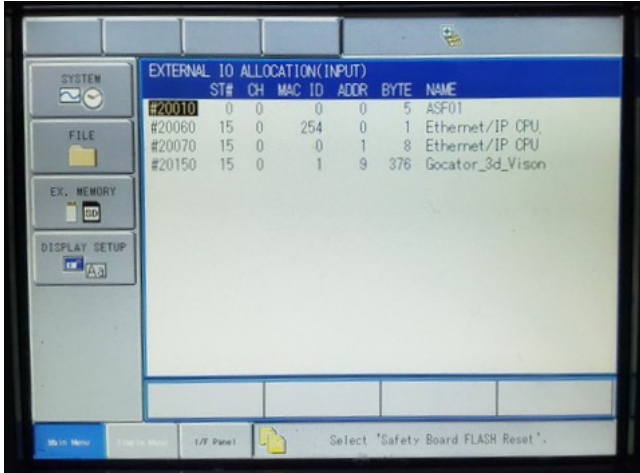 SYSTEM
FILE
EX. MEMORY
SD
DISPLAY SETUP
Aa
EXTERNAL IO ALLOCATION(INPUT)
ST# CH MAC ID ADDR BYTE NAME
#20010 0 0 0 0 5 ASF01
#20060 15 0 254 0 1 Ethernet/IP CPU
#20070 15 0 0 1 8 Ethernet/IP CPU
#20150 15 0 1 9 376 Gocator_3d_Vison
Main Menu
I/F Panel
Select "Safety Board FLASH Reset".